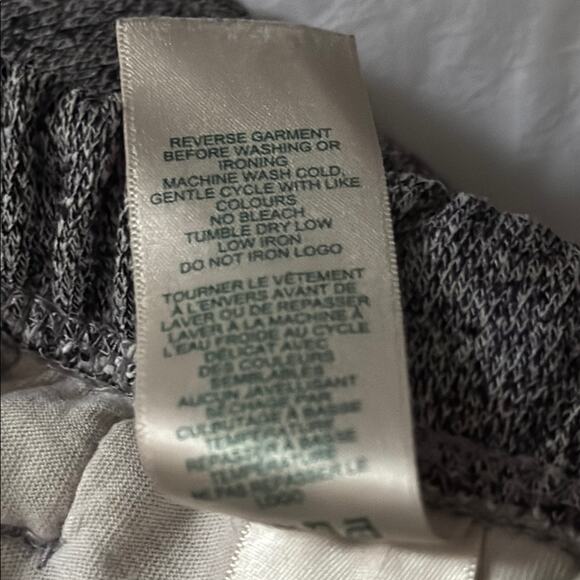 REVERSE GARMENT
BEFORE WASHING OR
IRONING
MACHINE WASH COLD,
GENTLE CYCLE WITH LIKE
COLOURS
NO BLEACH
TUMBLE DRY LOW
LOW IRON
DO NOT IRON LOGO
TOURNER LE VÊTEMENT
À L'ENVERS AVANT DE
LAVER OU DE REPASSER
LAVER À LA MACHINE À
L'EAU FROIDE AU CYCLE
DÉLICAT AVEC
DES COULEURS
SEMBLABLES
AUCUN JAVELLISANT
SÉCHAGE PAR
CULBUTAGE À BASSE
TEMPÉRATURE
REPASSER À BASSE
TEMPÉRATURE
NE PAS REPASSER LE
LOGO